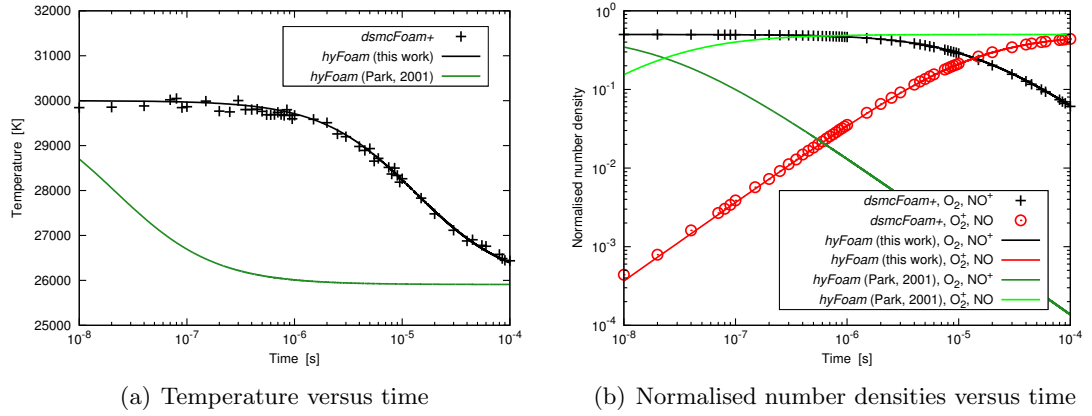 32000
31000
30000
29000
28000
27000
26000
25000
10-8
10-7
10-6
10-5
10-4
Temperature [K]
Time [s]
dsmcFoam+
hyFoam (this work)
hyFoam (Park, 2001)
(a) Temperature versus time
100
10-1
10-2
10-3
10-4
10-8
10-7
10-6
10-5
10-4
Normalised number density
Time [s]
dsmcFoam+, O2, NO+
dsmcFoam+, O2+, NO
hyFoam (this work), O2, NO+
hyFoam (this work), O2+, NO
hyFoam (Park, 2001), O2, NO+
hyFoam (Park, 2001), O2+, NO
(b) Normalised number densities versus time